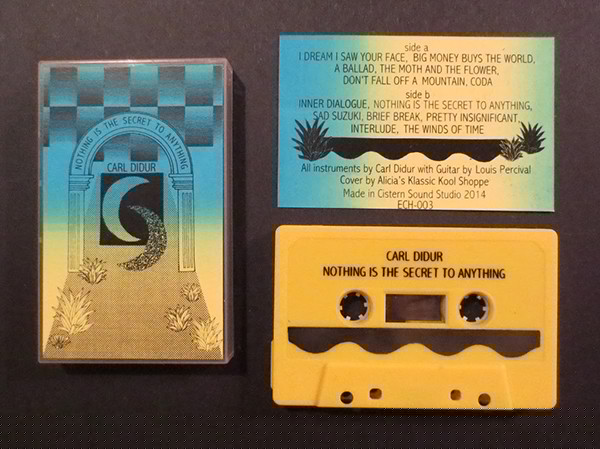 NOTHING IS THE SECRET TO ANYTHING
CARL DIDUR
side a
I DREAM I SAW YOUR FACE, BIG MONEY BUYS THE WORLD,
A BALLAD, THE MOTH AND THE FLOWER,
DON'T FALL OFF A MOUNTAIN, CODA
side b
INNER DIALOGUE, NOTHING IS THE SECRET TO ANYTHING,
SAD SUZUKI, BRIEF BREAK, PRETTY INSIGNIFICANT,
INTERLUDE, THE WINDS OF TIME
All instruments by Carl Didur with Guitar by Louis Percival
Cover by Alicia's Klassic Kool Shoppe
Made in Cistern Sound Studio 2014
ECH-003
CARL DIDUR
NOTHING IS THE SECRET TO ANYTHING